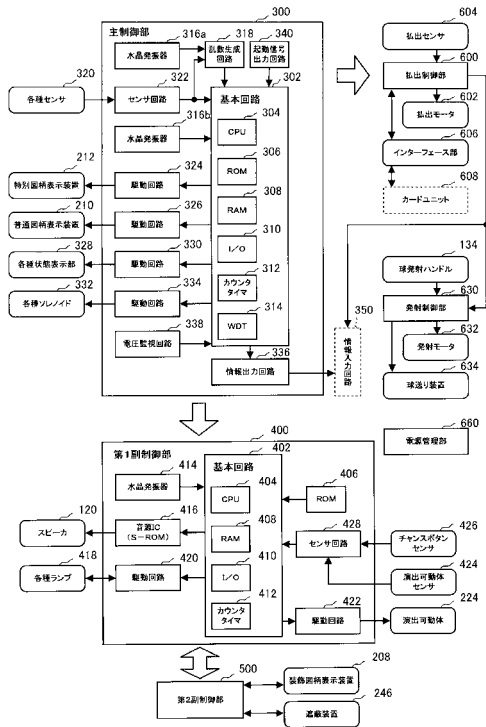 300
主制御部
316a
318
340
水晶発振器
乱数生成
回路
起動信号
出力回路
320
322
302
各種センサ
センサ回路
基本回路
316b
水晶発振器
304
CPU
306
ROM
212
324
特別図柄表示装置
駆動回路
308
RAM
210
326
普通図柄表示装置
駆動回路
310
I/O
328
330
各種状態表示部
駆動回路
312
カウンタ
タイマ
332
334
各種ソレノイド
駆動回路
314
WDT
338
電圧監視回路
336
情報出力回路
350
情報入力回路
604
払出センサ
600
払出制御部
602
払出モータ
606
インターフェース部
608
カードユニット
134
球発射ハンドル
630
発射制御部
632
発射モータ
634
球送り装置
660
電源管理部
400
第1副制御部
402
基本回路
414
水晶発振器
404
CPU
406
ROM
120
416
スピーカ
音源IC
(S-ROM)
408
RAM
428
センサ回路
426
チャンスボタン
センサ
418
420
各種ランプ
駆動回路
410
I/O
424
演出可動体
センサ
412
カウンタ
タイマ
422
駆動回路
224
演出可動体
500
第2副制御部
208
装飾図柄表示装置
246
遮蔽装置